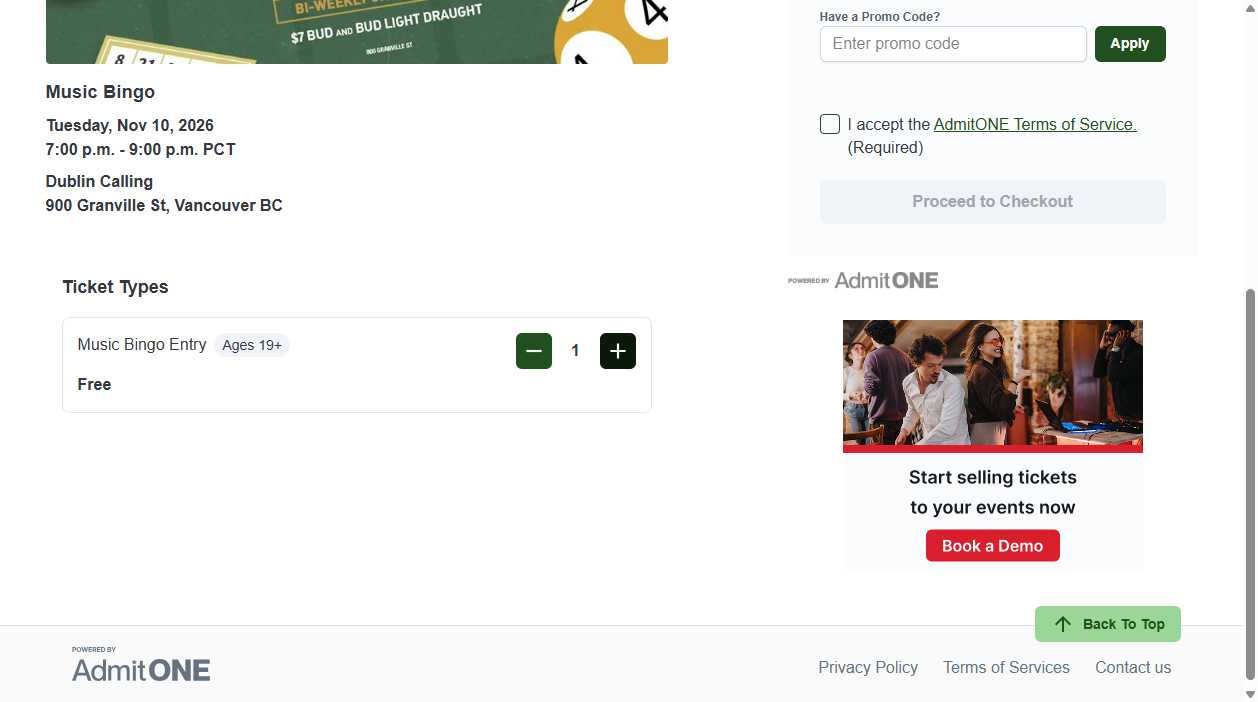 BI-WEEKLY
$7 BUD AND BUD LIGHT DRAUGHT
900 GRANVILLE ST
8 21
4
Music Bingo
Tuesday, Nov 10, 2026
7:00 p.m. - 9:00 p.m. PCT
Dublin Calling
900 Granville St, Vancouver BC
Ticket Types
Music Bingo Entry Ages 19+
1
Free
Have a Promo Code?
Enter promo code
Apply
I accept the AdmitONE Terms of Service.
(Required)
Proceed to Checkout
POWERED BY AdmitONE
Start selling tickets
to your events now
Book a Demo
Back To Top
POWERED BY
AdmitONE
Privacy Policy
Terms of Services
Contact us